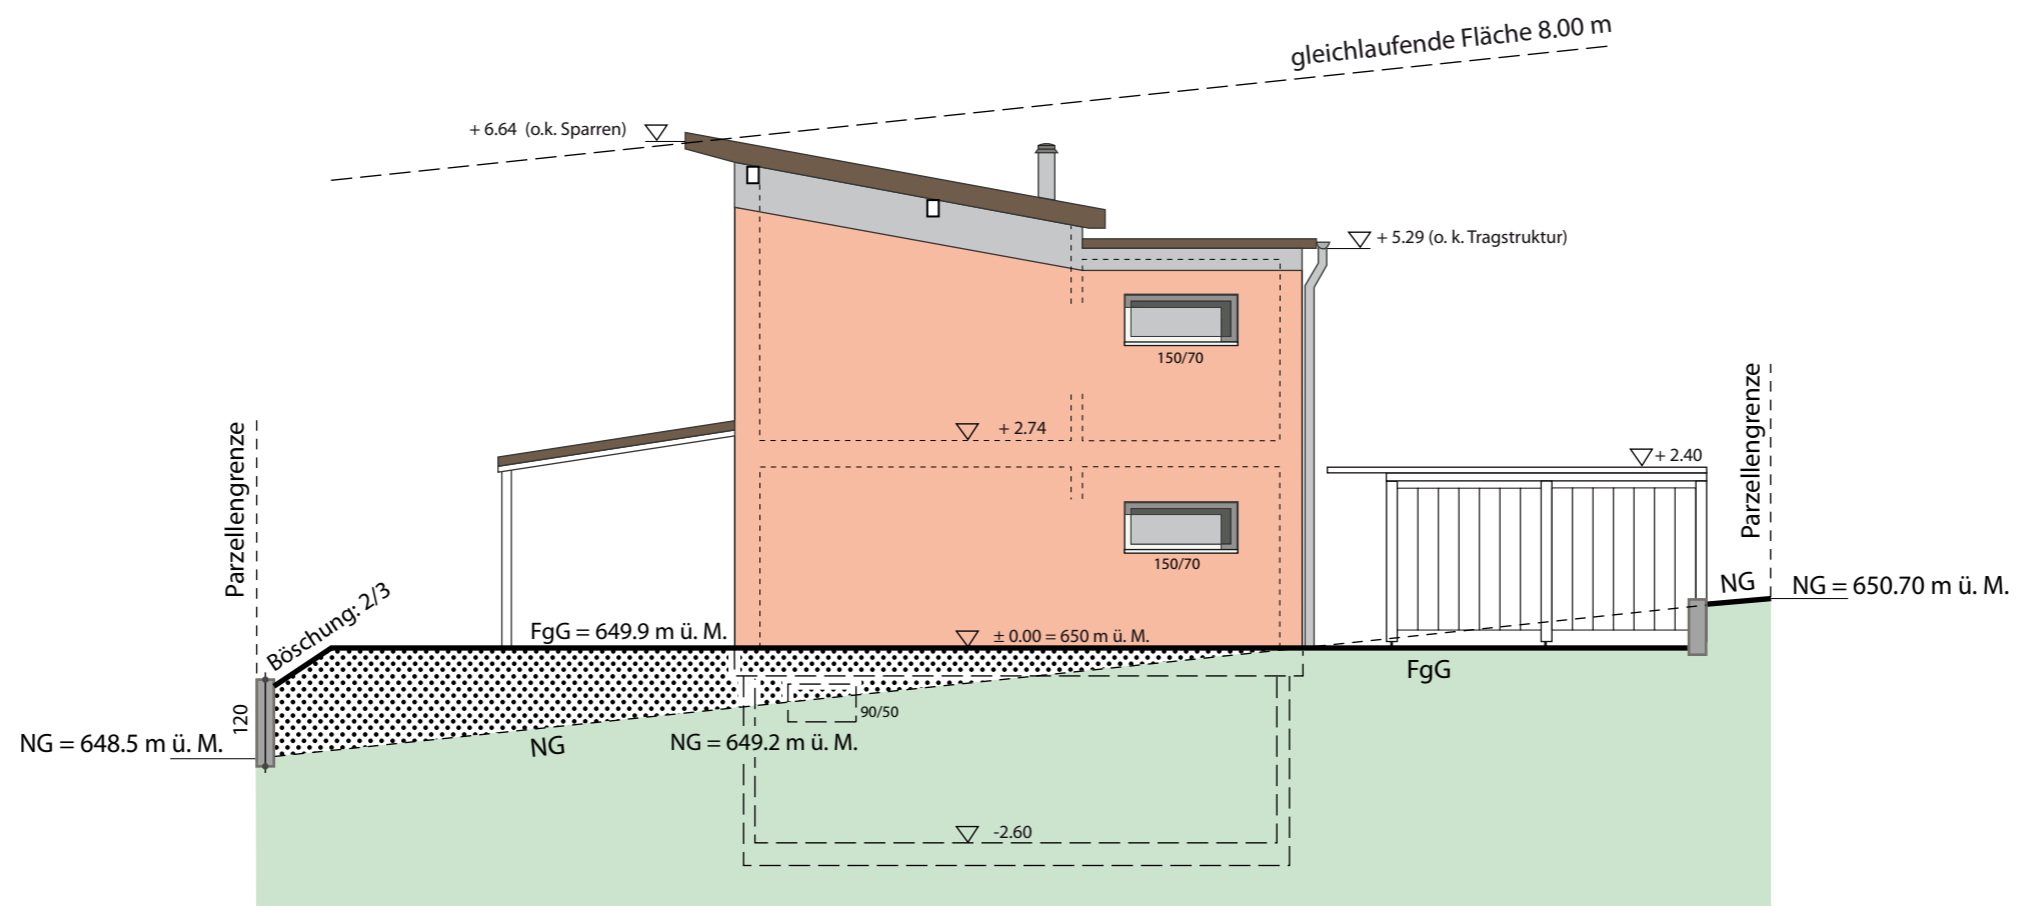 gleichlaufende Fläche 8.00 m
+ 6.64 (o.k. Sparren)
+ 5.29 (o. k. Tragstruktur)
150/70
Parzellengrenze
Parzellengrenze
+ 2.74
+ 2.40
150/70
Böschung: 2/3
NG
NG = 650.70 m ü. M.
FgG = 649.9 m ü. M.
± 0.00 = 650 m ü. M.
FgG
120
90/50
NG = 648.5 m ü. M.
NG
NG = 649.2 m ü. M.
-2.60